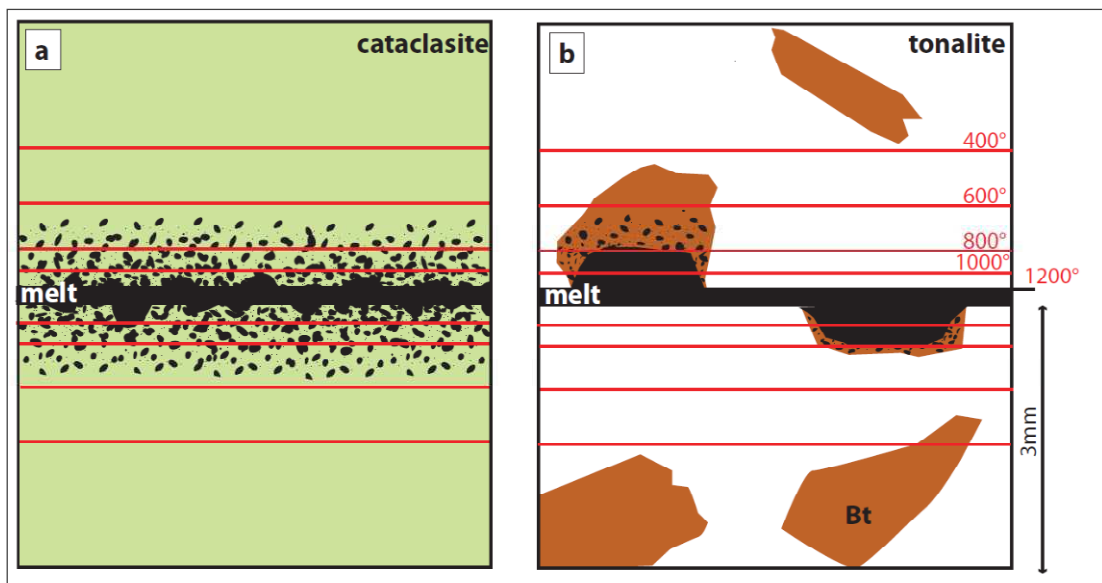 a
cataclasite
melt
b
tonalite
400°
600°
800°
1000°
1200°
melt
3mm
Bt